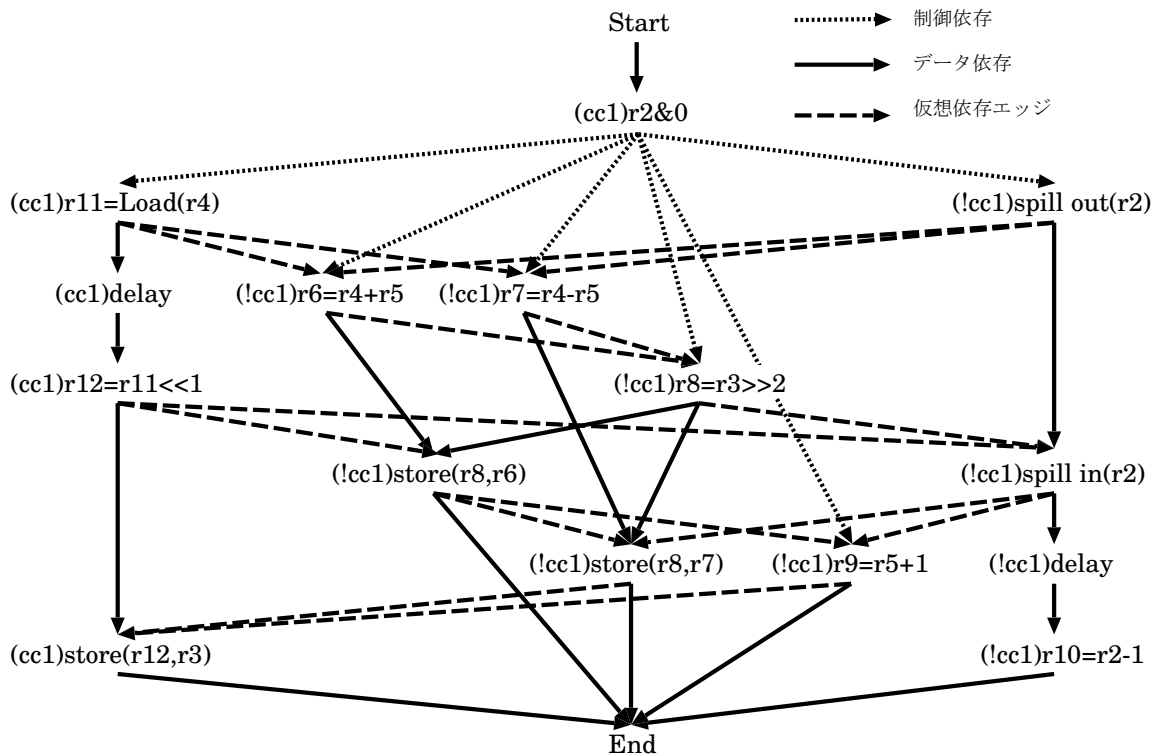 Start
制御依存
データ依存
仮想依存エッジ
(cc1)r2&0
(cc1)r11=Load(r4)
(!cc1)spill out(r2)
(cc1)delay
(!cc1)r6=r4+r5
(!cc1)r7=r4-r5
(cc1)r12=r11<<1
(!cc1)r8=r3>>2
(!cc1)store(r8,r6)
(!cc1)spill in(r2)
(!cc1)store(r8,r7)
(!cc1)r9=r5+1
(!cc1)delay
(cc1)store(r12,r3)
(!cc1)r10=r2-1
End